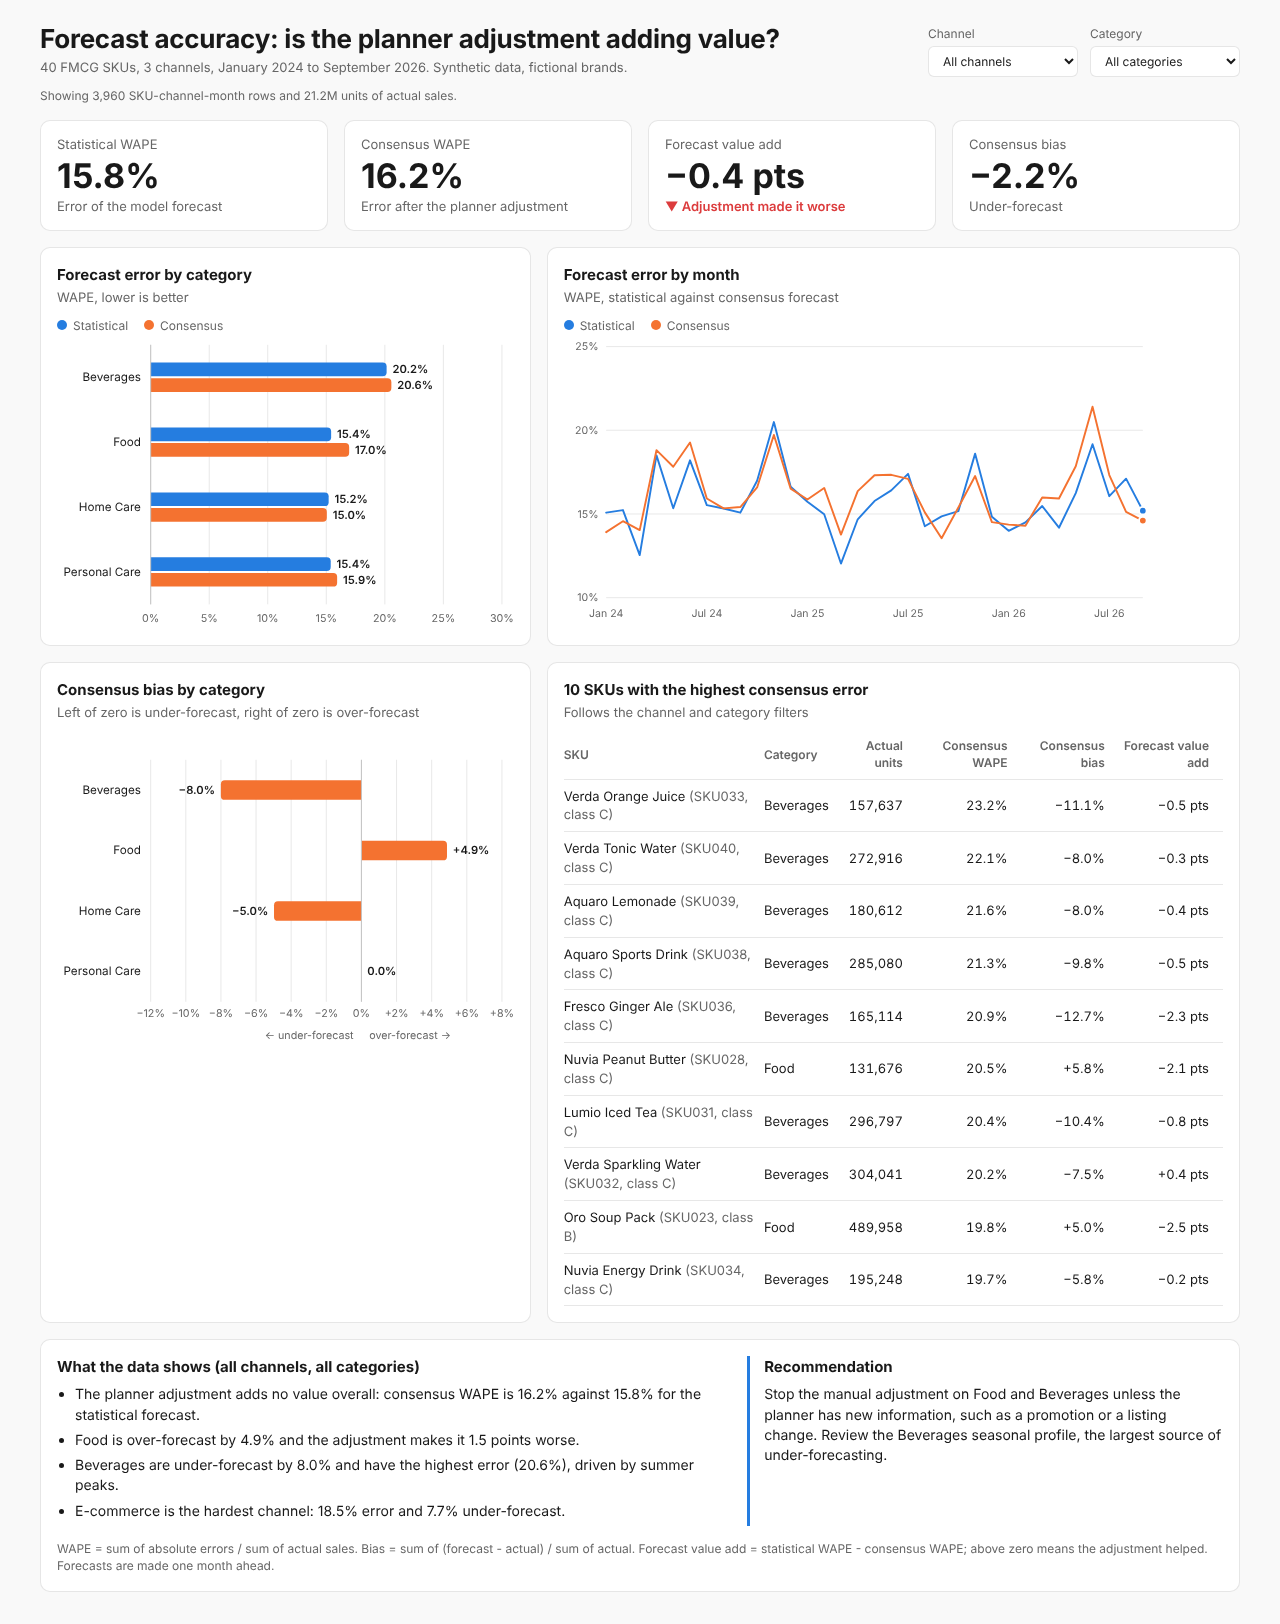 Forecast accuracy: is the planner adjustment adding value?
40 FMCG SKUs, 3 channels, January 2024 to September 2026. Synthetic data, fictional brands.
Channel
All channels
Category
All categories
Showing 3,960 SKU-channel-month rows and 21.2M units of actual sales.
Statistical WAPE
15.8%
Error of the model forecast
Consensus WAPE
16.2%
Error after the planner adjustment
Forecast value add
−0.4 pts
▼ Adjustment made it worse
Consensus bias
−2.2%
Under-forecast
Forecast error by category
WAPE, lower is better
Statistical
Consensus
Beverages
20.2%
20.6%
Food
15.4%
17.0%
Home Care
15.2%
15.0%
Personal Care
15.4%
15.9%
0% 5% 10% 15% 20% 25% 30%
Forecast error by month
WAPE, statistical against consensus forecast
Statistical
Consensus
25%
20%
15%
10%
Jan 24 Jul 24 Jan 25 Jul 25 Jan 26 Jul 26
Consensus bias by category
Left of zero is under-forecast, right of zero is over-forecast
Beverages
−8.0%
Food
+4.9%
Home Care
−5.0%
Personal Care
0.0%
−12% −10% −8% −6% −4% −2% 0% +2% +4% +6% +8%
← under-forecast over-forecast →
10 SKUs with the highest consensus error
Follows the channel and category filters
SKU Category Actual units Consensus WAPE Consensus bias Forecast value add
Verda Orange Juice (SKU033, class C) Beverages 157,637 23.2% −11.1% −0.5 pts
Verda Tonic Water (SKU040, class C) Beverages 272,916 22.1% −8.0% −0.3 pts
Aquaro Lemonade (SKU039, class C) Beverages 180,612 21.6% −8.0% −0.4 pts
Aquaro Sports Drink (SKU038, class C) Beverages 285,080 21.3% −9.8% −0.5 pts
Fresco Ginger Ale (SKU036, class C) Beverages 165,114 20.9% −12.7% −2.3 pts
Nuvia Peanut Butter (SKU028, class C) Food 131,676 20.5% +5.8% −2.1 pts
Lumio Iced Tea (SKU031, class C) Beverages 296,797 20.4% −10.4% −0.8 pts
Verda Sparkling Water (SKU032, class C) Beverages 304,041 20.2% −7.5% +0.4 pts
Oro Soup Pack (SKU023, class B) Food 489,958 19.8% +5.0% −2.5 pts
Nuvia Energy Drink (SKU034, class C) Beverages 195,248 19.7% −5.8% −0.2 pts
What the data shows (all channels, all categories)
• The planner adjustment adds no value overall: consensus WAPE is 16.2% against 15.8% for the
statistical forecast.
• Food is over-forecast by 4.9% and the adjustment makes it 1.5 points worse.
• Beverages are under-forecast by 8.0% and have the highest error (20.6%), driven by summer
peaks.
• E-commerce is the hardest channel: 18.5% error and 7.7% under-forecast.
Recommendation
Stop the manual adjustment on Food and Beverages unless the
planner has new information, such as a promotion or a listing
change. Review the Beverages seasonal profile, the largest source of
under-forecasting.
WAPE = sum of absolute errors / sum of actual sales. Bias = sum of (forecast - actual) / sum of actual. Forecast value add = statistical WAPE - consensus WAPE; above zero means the adjustment helped.
Forecasts are made one month ahead.